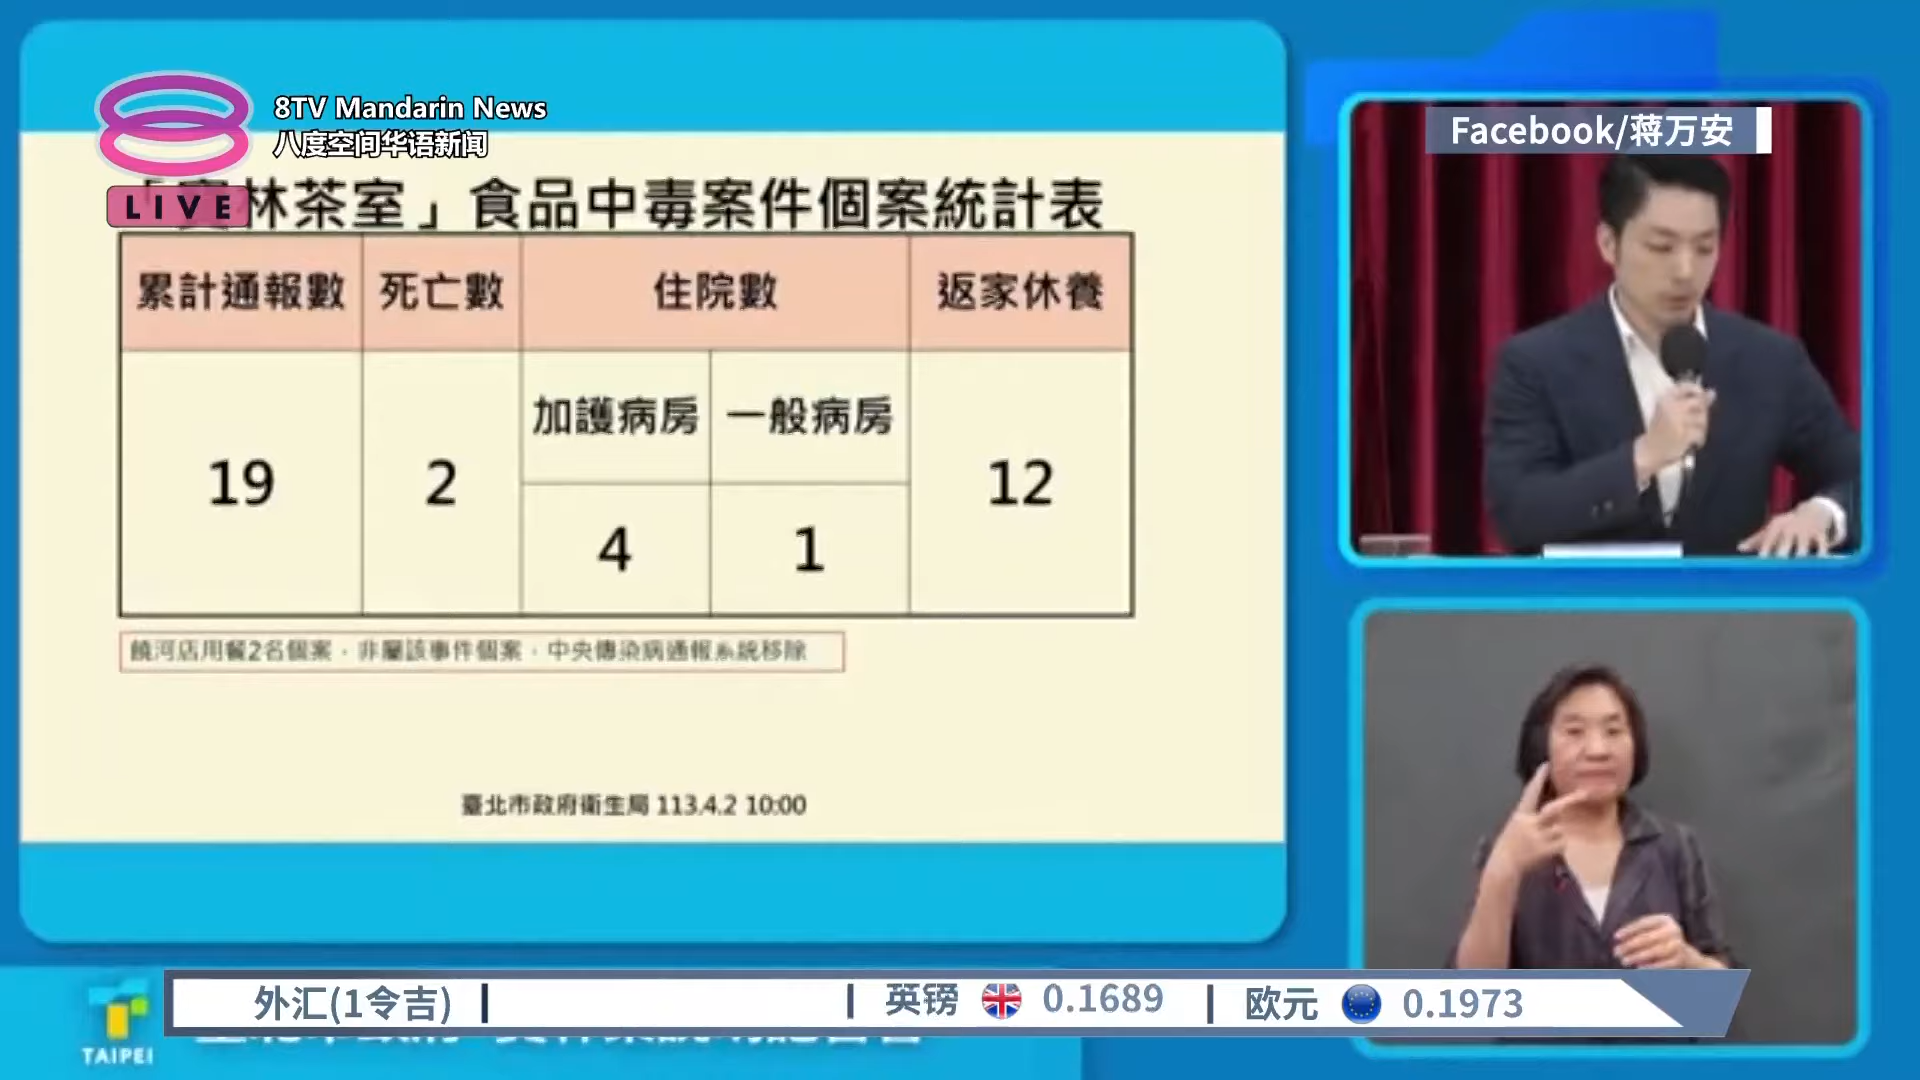 8TV Mandarin News
八度空间华语新闻
LIVE
Facebook/蒋万安
林茶室」食品中毒案件個案統計表
累計通報數 死亡數 住院數 返家休養
加護病房 一般病房
19 2 12
4 1
饒河店用餐2名個案,非屬該事件個案,中央傳染病通報系統移除
臺北市政府衛生局 113.4.2 10:00
TAIPEI
外汇(1令吉) | | 英镑 0.1689 | 欧元 0.1973